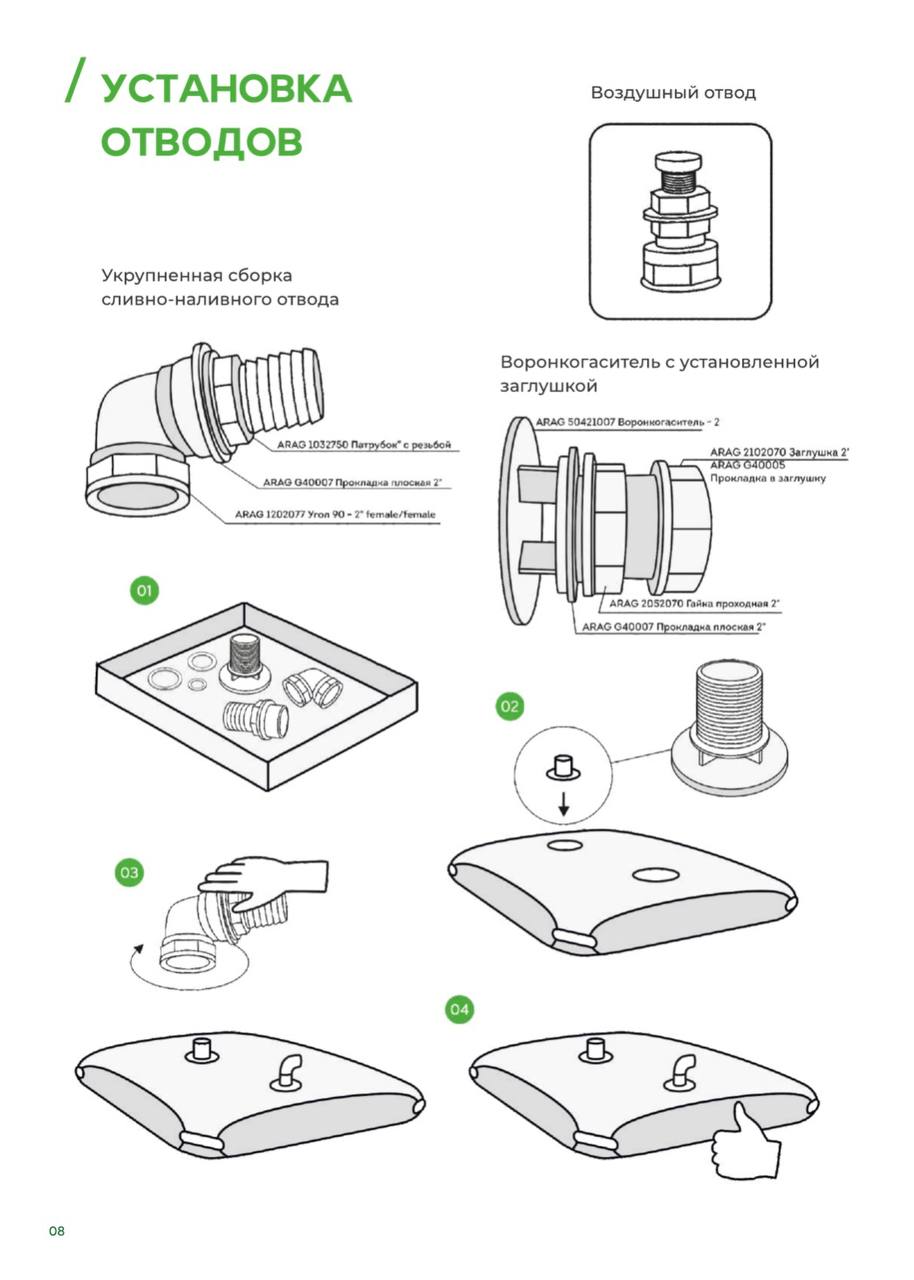 / УСТАНОВКА
ОТВОДОВ
Воздушный отвод
Укрупненная сборка
сливно-наливного отвода
ARAG 1032750 Патрубок" с резьбой
ARAG G40007 Прокладка плоская 2"
ARAG 1202077 Угол 90 - 2" female/female
Воронкогаситель с установленной
заглушкой
ARAG 50421007 Воронкогаситель - 2
ARAG 2102070 Заглушка 2"
ARAG G40005
Прокладка в заглушку
ARAG 2052070 Гайка проходная 2"
ARAG G40007 Прокладка плоская 2"
01
02
03
04
08